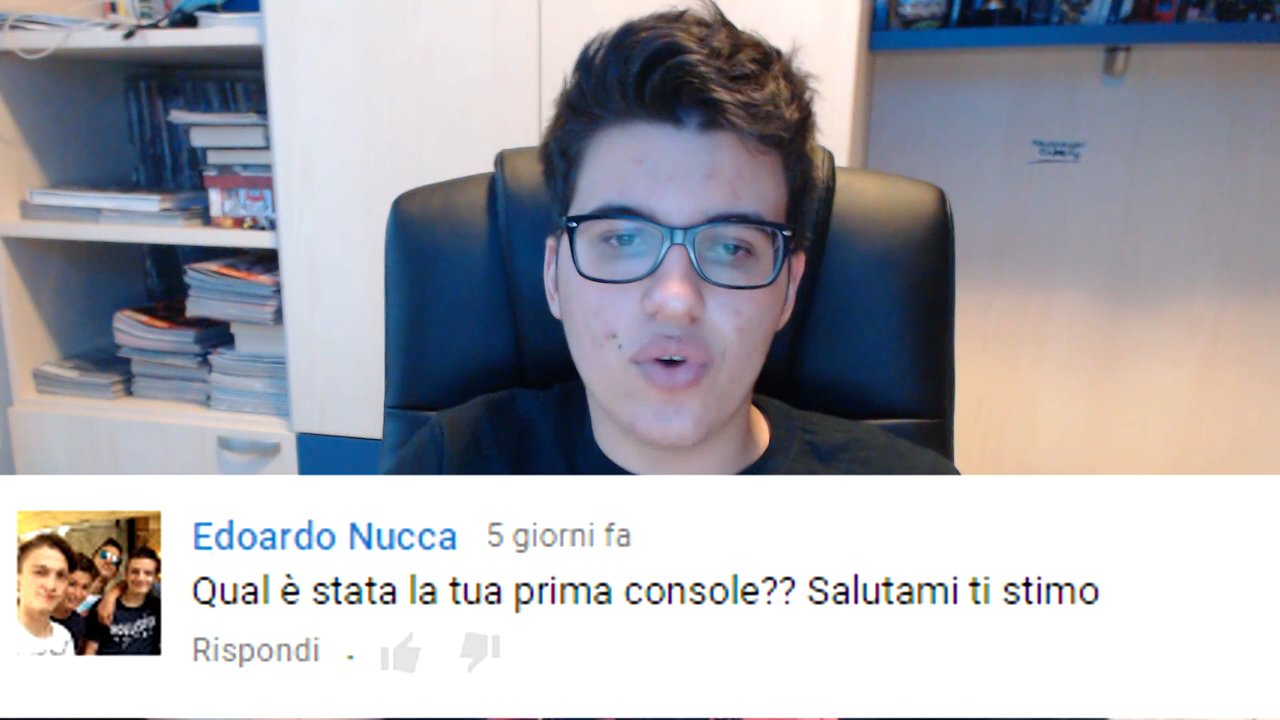 Edoardo Nucca 5 giorni fa
Qual è stata la tua prima console?? Salutami ti stimo
Rispondi .